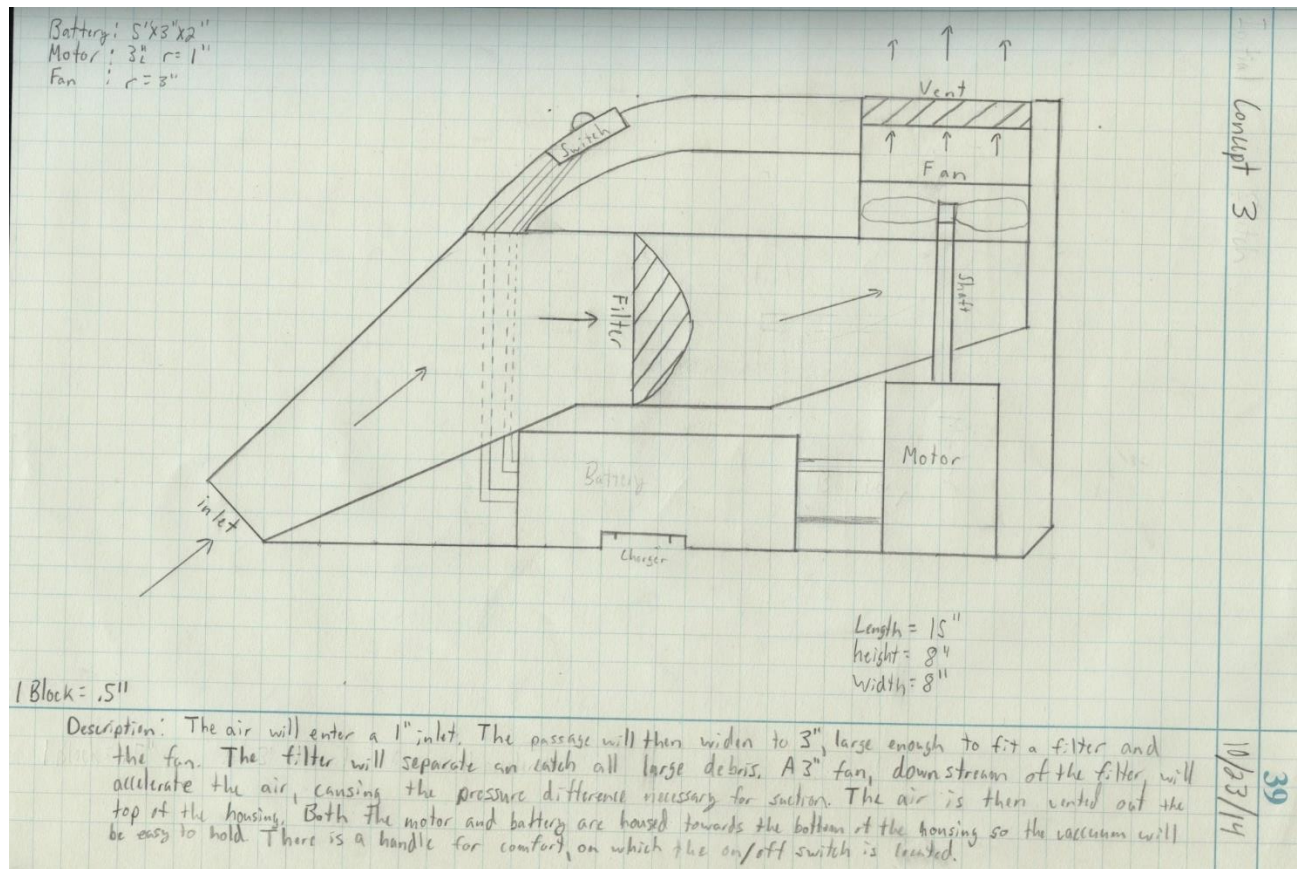 Battery: 5"x3"x2"
Motor: 3" r=1"
Fan : r=3"
Concept 3
Vent
Switch
Fan
Filter
Shaft
Motor
Battery
inlet
Charger
Length = 15"
height = 8"
Width = 8"
1 Block = .5"
Description: The air will enter a 1" inlet. The passage will then widen to 3", large enough to fit a filter and
the fan. The filter will separate an catch all large debris. A 3" fan, down stream of the filter, will
accelerate the air, causing the pressure difference necessary for suction. The air is then vented out the
top of the housing. Both the motor and battery are housed towards the bottom of the housing so the vaccuum will
be easy to hold. There is a handle for comfort, on which the on/off switch is located.
39
10/23/14